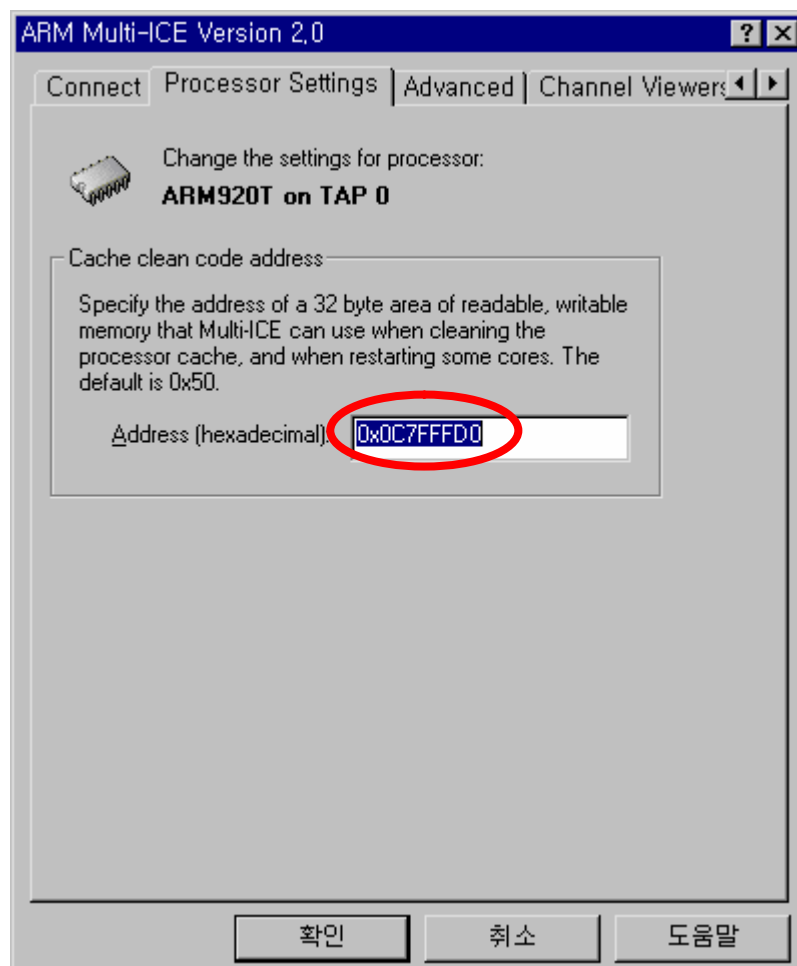 ARM Multi-ICE Version 2,0
Connect Processor Settings Advanced Channel Viewers
Change the settings for processor:
ARM920T on TAP 0
Cache clean code address
Specify the address of a 32 byte area of readable, writable
memory that Multi-ICE can use when cleaning the
processor cache, and when restarting some cores. The
default is 0x50.
Address (hexadecimal): 0x0C7FFFD0
확인 취소 도움말